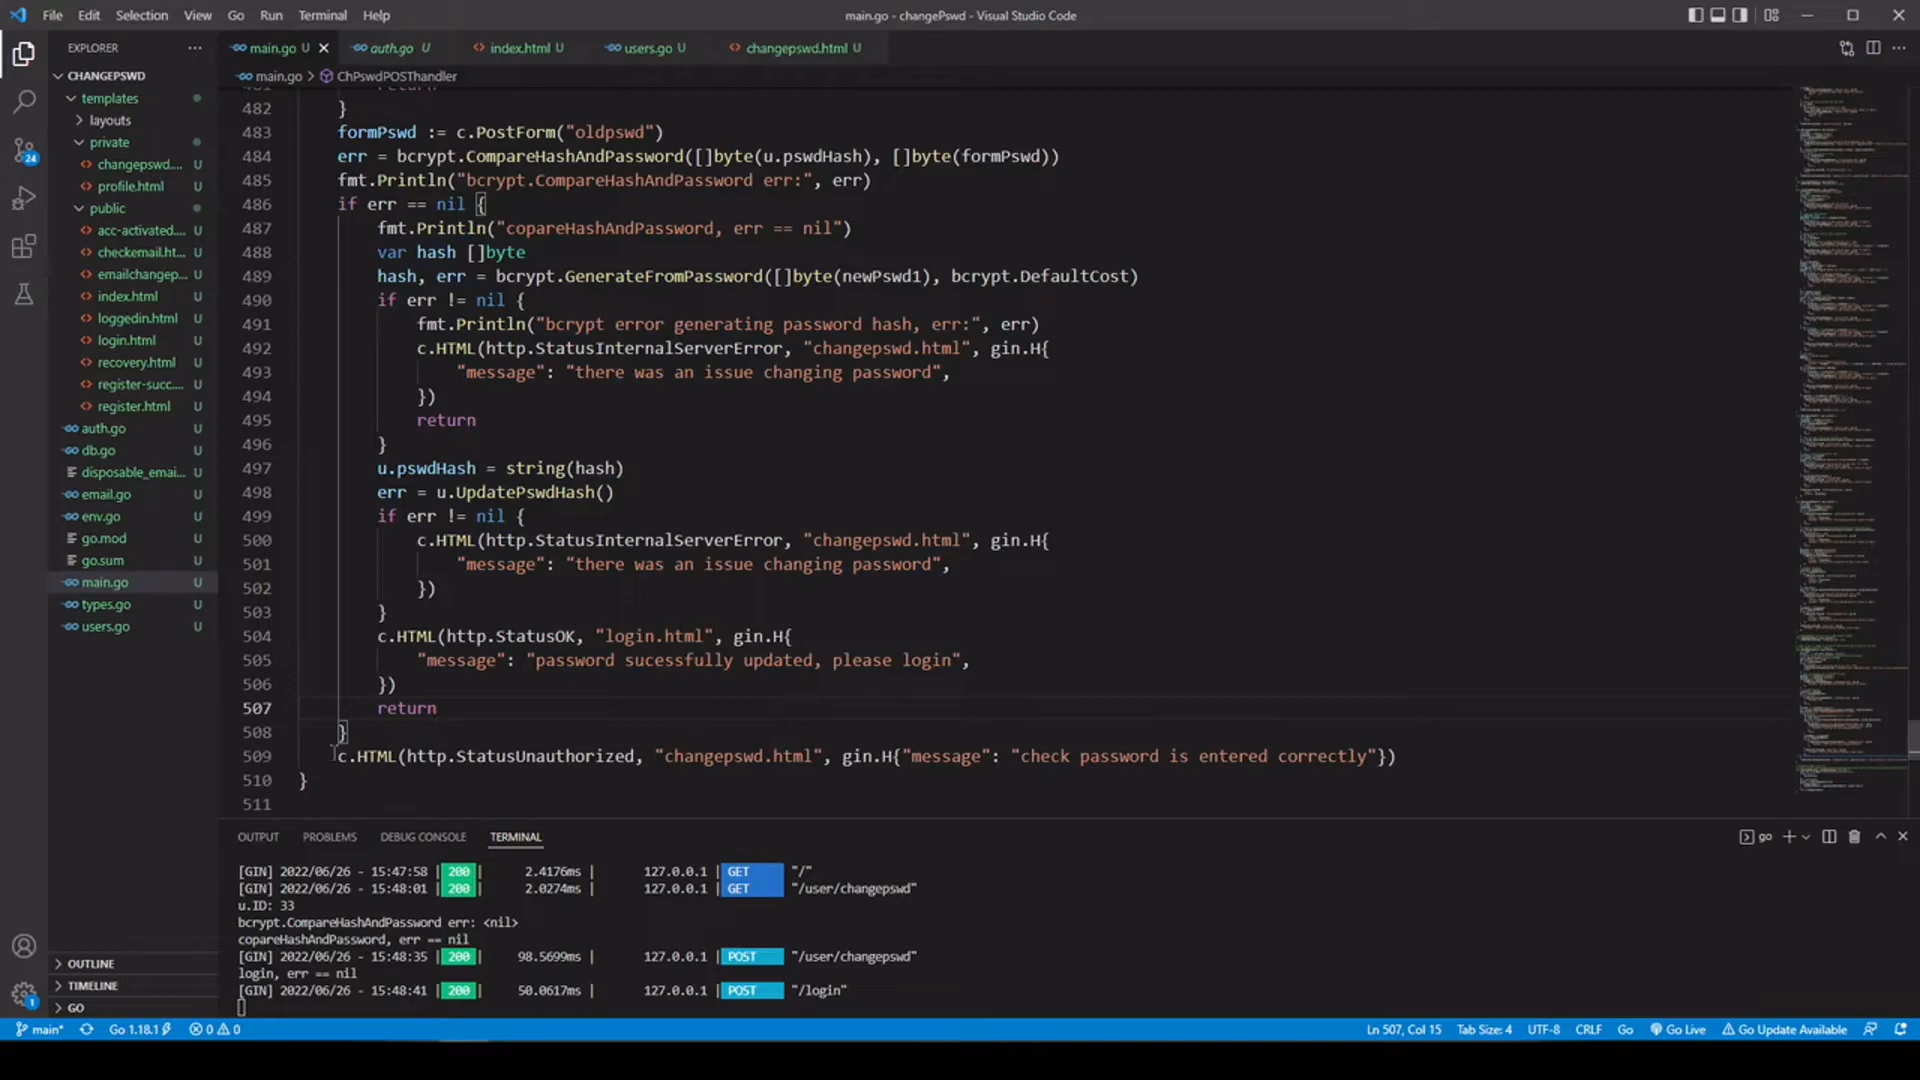 File Edit Selection View Go Run Terminal Help
main.go - changePswd - Visual Studio Code
EXPLORER
main.go U
auth.go U
index.html U
users.go U
changepswd.html U
CHANGEPSWD
main.go > ChPswdPOSThandler
templates
layouts
private
changepswd.... U
profile.html U
public
acc-activated.... U
checkemail.ht... U
emailchangep... U
index.html U
loggedin.html U
login.html U
recovery.html U
register-succ.... U
register.html U
auth.go U
db.go U
disposable_emai... U
email.go U
env.go U
go.mod U
go.sum U
main.go U
types.go U
users.go U
OUTLINE
TIMELINE
GO
24
1
482 }
483 formPswd := c.PostForm("oldpswd")
484 err = bcrypt.CompareHashAndPassword([]byte(u.pswdHash), []byte(formPswd))
485 fmt.Println("bcrypt.CompareHashAndPassword err:", err)
486 if err == nil {
487 fmt.Println("copareHashAndPassword, err == nil")
488 var hash []byte
489 hash, err = bcrypt.GenerateFromPassword([]byte(newPswd1), bcrypt.DefaultCost)
490 if err != nil {
491 fmt.Println("bcrypt error generating password hash, err:", err)
492 c.HTML(http.StatusInternalServerError, "changepswd.html", gin.H{
493 "message": "there was an issue changing password",
494 })
495 return
496 }
497 u.pswdHash = string(hash)
498 err = u.UpdatePswdHash()
499 if err != nil {
500 c.HTML(http.StatusInternalServerError, "changepswd.html", gin.H{
501 "message": "there was an issue changing password",
502 })
503 }
504 c.HTML(http.StatusOK, "login.html", gin.H{
505 "message": "password sucessfully updated, please login",
506 })
507 return
508 }
509 c.HTML(http.StatusUnauthorized, "changepswd.html", gin.H{"message": "check password is entered correctly"})
510 }
511
OUTPUT PROBLEMS DEBUG CONSOLE TERMINAL
go
[GIN] 2022/06/26 - 15:47:58 | 200 | 2.4176ms | 127.0.0.1 | GET "/"
[GIN] 2022/06/26 - 15:48:01 | 200 | 2.0274ms | 127.0.0.1 | GET "/user/changepswd"
u.ID: 33
bcrypt.CompareHashAndPassword err: <nil>
copareHashAndPassword, err == nil
[GIN] 2022/06/26 - 15:48:35 | 200 | 98.5699ms | 127.0.0.1 | POST "/user/changepswd"
login, err == nil
[GIN] 2022/06/26 - 15:48:41 | 200 | 50.0617ms | 127.0.0.1 | POST "/login"
main* Go 1.18.1 0 0 Ln 507, Col 15 Tab Size: 4 UTF-8 CRLF Go Go Live Go Update Available